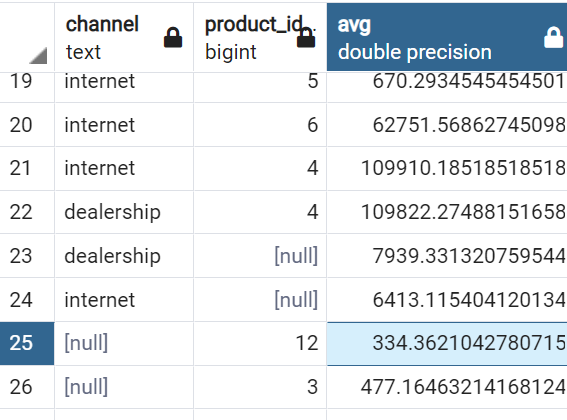 channel product_id... avg
text bigint double precision
19 internet 5 670.2934545454501
20 internet 6 62751.56862745098
21 internet 4 109910.18518518518
22 dealership 4 109822.27488151658
23 dealership [null] 7939.331320759544
24 internet [null] 6413.115404120134
25 [null] 12 334.3621042780715
26 [null] 3 477.16463214168124